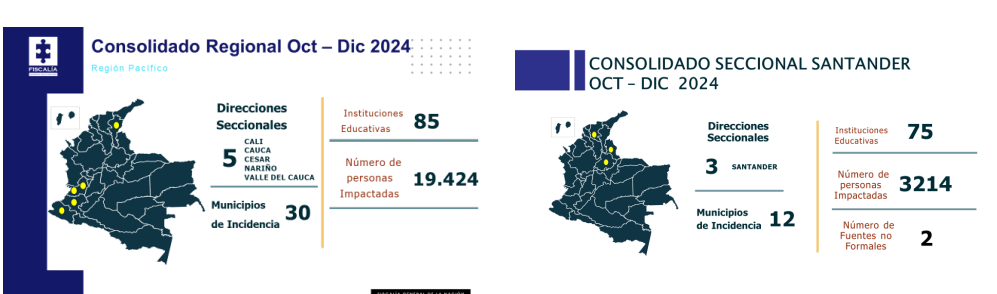 FISCALÍA
Consolidado Regional Oct – Dic 2024
Región Pacífico
Direcciones
Seccionales
5
CALI
CAUCA
CESAR
NARIÑO
VALLE DEL CAUCA
Municipios
de Incidencia
30
Instituciones
Educativas
85
Número de
personas
Impactadas
19.424
CONSOLIDADO SECCIONAL SANTANDER
OCT – DIC 2024
Direcciones
Seccionales
3 SANTANDER
Municipios
de Incidencia
12
Instituciones
Educativas
75
Número de
personas
Impactadas
3214
Número de
Fuentes no
Formales
2